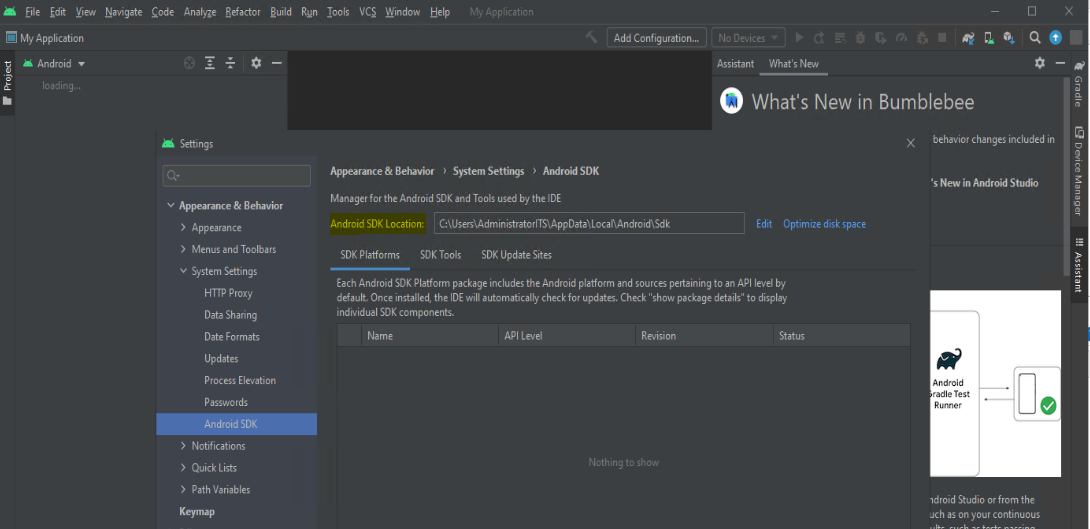 File Edit View Navigate Code Analyze Refactor Build Run Tools VCS Window Help My Application
My Application
Add Configuration...
No Devices
Project
Android
loading...
Assistant
What's New
What's New in Bumblebee
behavior changes included in
's New in Android Studio
Gradle
Device Manager
Assistant
Settings
Appearance & Behavior
Appearance
Menus and Toolbars
System Settings
HTTP Proxy
Data Sharing
Date Formats
Updates
Process Elevation
Passwords
Android SDK
Notifications
Quick Lists
Path Variables
Keymap
Appearance & Behavior › System Settings › Android SDK
Manager for the Android SDK and Tools used by the IDE
Android SDK Location: C:\Users\AdministratorITS\AppData\Local\Android\Sdk Edit Optimize disk space
SDK Platforms SDK Tools SDK Update Sites
Each Android SDK Platform package includes the Android platform and sources pertaining to an API level by
default. Once installed, the IDE will automatically check for updates. Check "show package details" to display
individual SDK components.
Name API Level Revision Status
Nothing to show
Android
Gradle Test
Runner
ndroid Studio or from the
uch as on your continuous